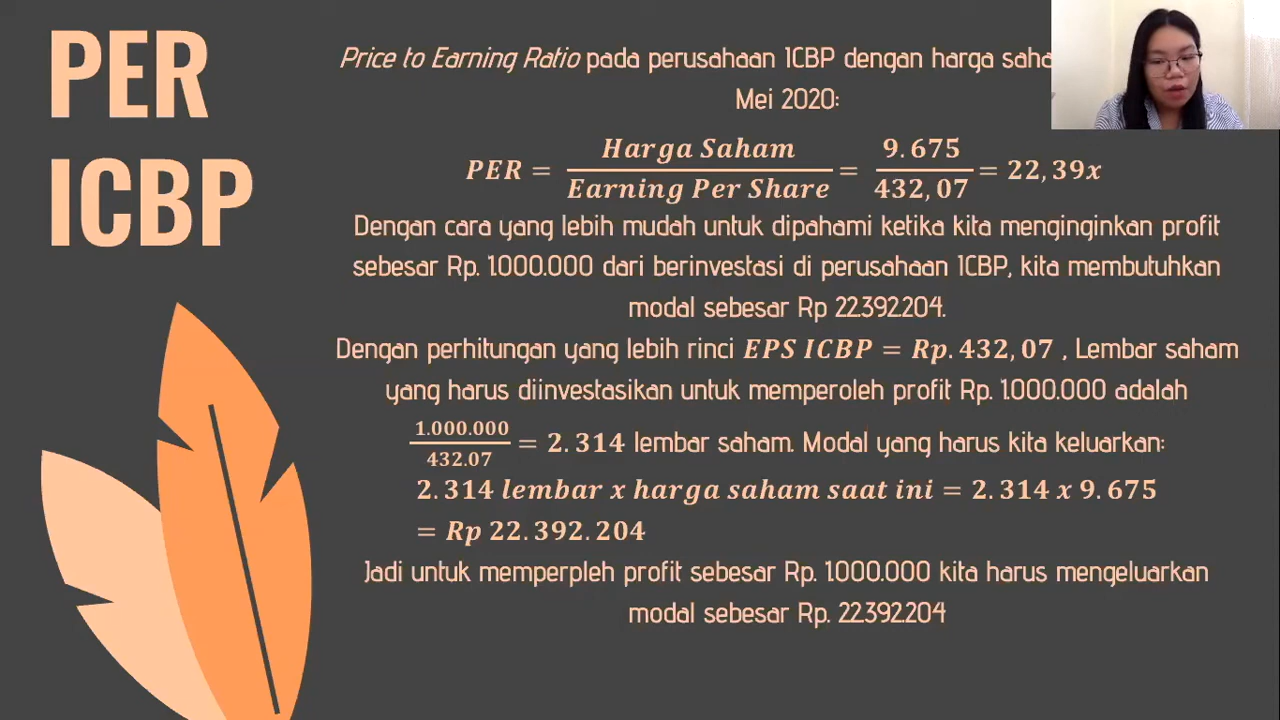 PER
ICBP
Price to Earning Ratio pada perusahaan ICBP dengan harga
Mei 2020:
PER = Harga Saham / Earning Per Share = 9.675 / 432,07 = 22,39x
Dengan cara yang lebih mudah untuk dipahami ketika kita menginginkan profit
sebesar Rp. 1.000.000 dari berinvestasi di perusahaan ICBP, kita membutuhkan
modal sebesar Rp 22.392.204.
Dengan perhitungan yang lebih rinci EPS ICBP = Rp. 432,07 , Lembar saham
yang harus diinvestasikan untuk memperoleh profit Rp. 1.000.000 adalah
1.000.000 / 432.07 = 2.314 lembar saham. Modal yang harus kita keluarkan:
2.314 lembar x harga saham saat ini = 2.314 x 9.675
= Rp 22.392.204
Jadi untuk memperpleh profit sebesar Rp. 1.000.000 kita harus mengeluarkan
modal sebesar Rp. 22.392.204